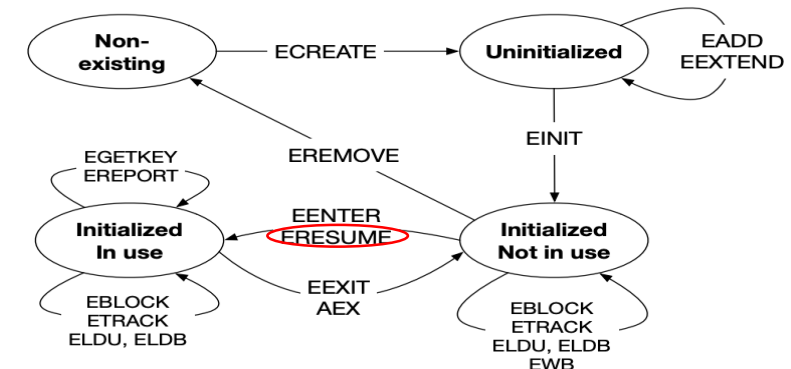 Non-
existing
ECREATE
Uninitialized
EADD
EEXTEND
EINIT
EREMOVE
EGETKEY
EREPORT
Initialized
In use
EENTER
ERESUME
Initialized
Not in use
EEXIT
AEX
EBLOCK
ETRACK
ELDU, ELDB
EBLOCK
ETRACK
ELDU, ELDB
EWB